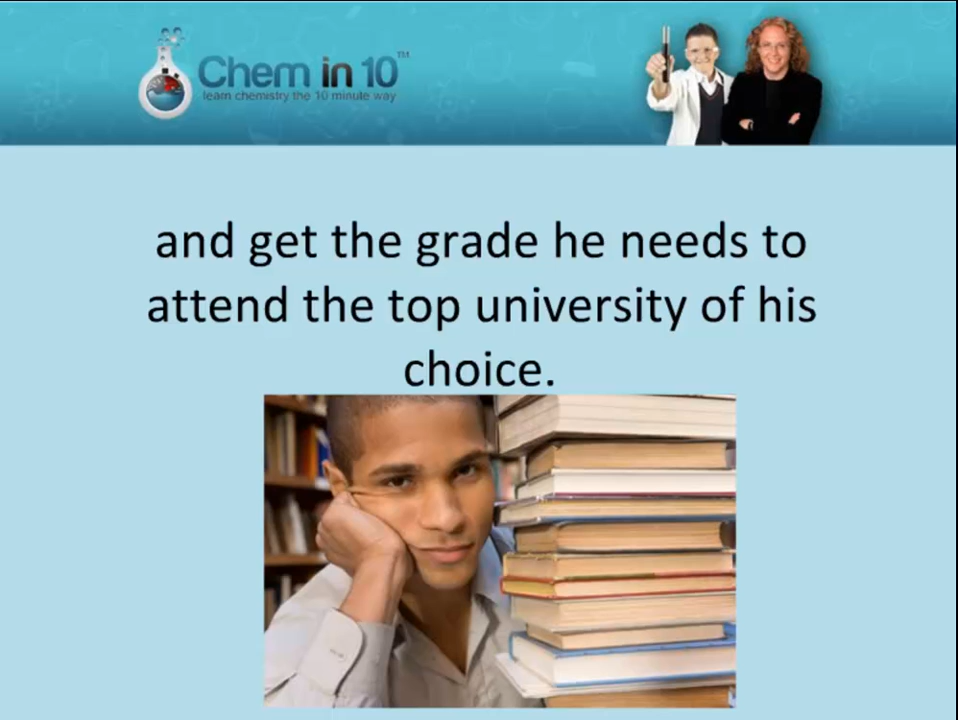 Chem in 10™
learn chemistry the 10 minute way
and get the grade he needs to
attend the top university of his
choice.